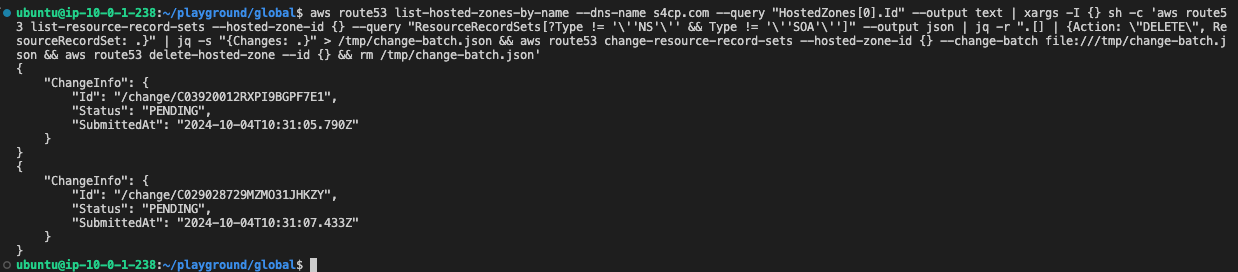 ubuntu@ip-10-0-1-238:~/playground/global$ aws route53 list-hosted-zones-by-name --dns-name s4cp.com --query "HostedZones[0].Id" --output text | xargs -I {} sh -c 'aws route5
3 list-resource-record-sets --hosted-zone-id {} --query "ResourceRecordSets[?Type != '\''NS'\'' && Type != '\''SOA'\'']" --output json | jq -r ".[] | {Action: \"DELETE\", Re
sourceRecordSet: .}" | jq -s "{Changes: .}" > /tmp/change-batch.json && aws route53 change-resource-record-sets --hosted-zone-id {} --change-batch file:///tmp/change-batch.j
son && aws route53 delete-hosted-zone --id {} && rm /tmp/change-batch.json'
{
    "ChangeInfo": {
        "Id": "/change/C03920012RXPI9BGPF7E1",
        "Status": "PENDING",
        "SubmittedAt": "2024-10-04T10:31:05.790Z"
    }
}
{
    "ChangeInfo": {
        "Id": "/change/C029028729MZMO31JHKZY",
        "Status": "PENDING",
        "SubmittedAt": "2024-10-04T10:31:07.433Z"
    }
}
ubuntu@ip-10-0-1-238:~/playground/global$